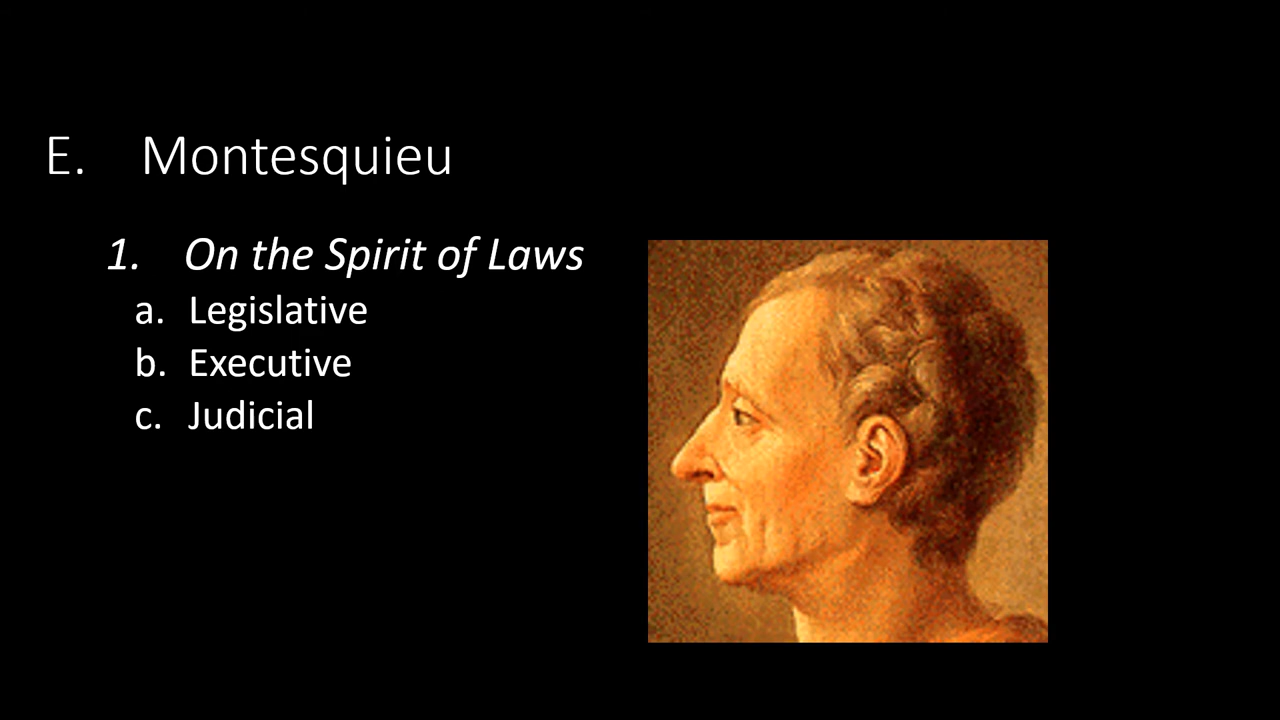 E. Montesquieu
1. On the Spirit of Laws
a. Legislative
b. Executive
c. Judicial